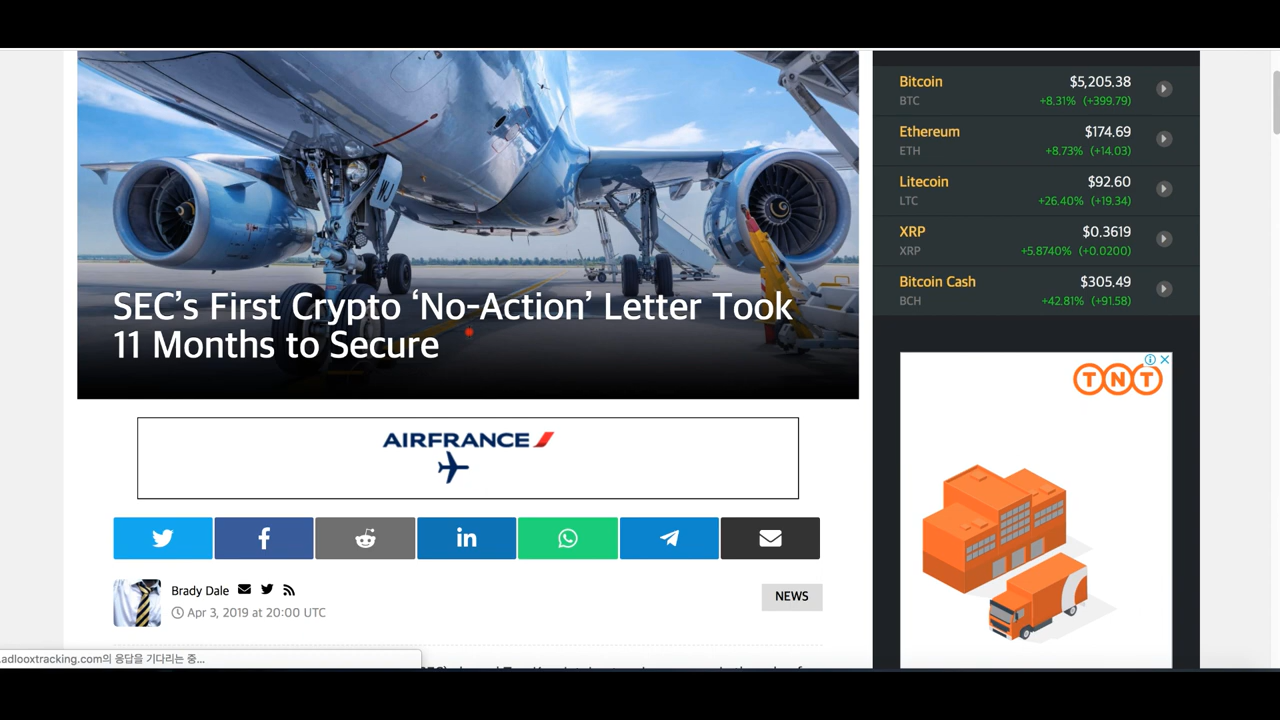 SEC's First Crypto 'No-Action' Letter Took
11 Months to Secure
AIRFRANCE
Brady Dale
Apr 3, 2019 at 20:00 UTC
NEWS
Bitcoin $5,205.38
BTC +8.31% (+399.79)
Ethereum $174.69
ETH +8.73% (+14.03)
Litecoin $92.60
LTC +26.40% (+19.34)
XRP $0.3619
XRP +5.8740% (+0.0200)
Bitcoin Cash $305.49
BCH +42.81% (+91.58)
TNT
.adlooxtracking.com의 응답을 기다리는 중...